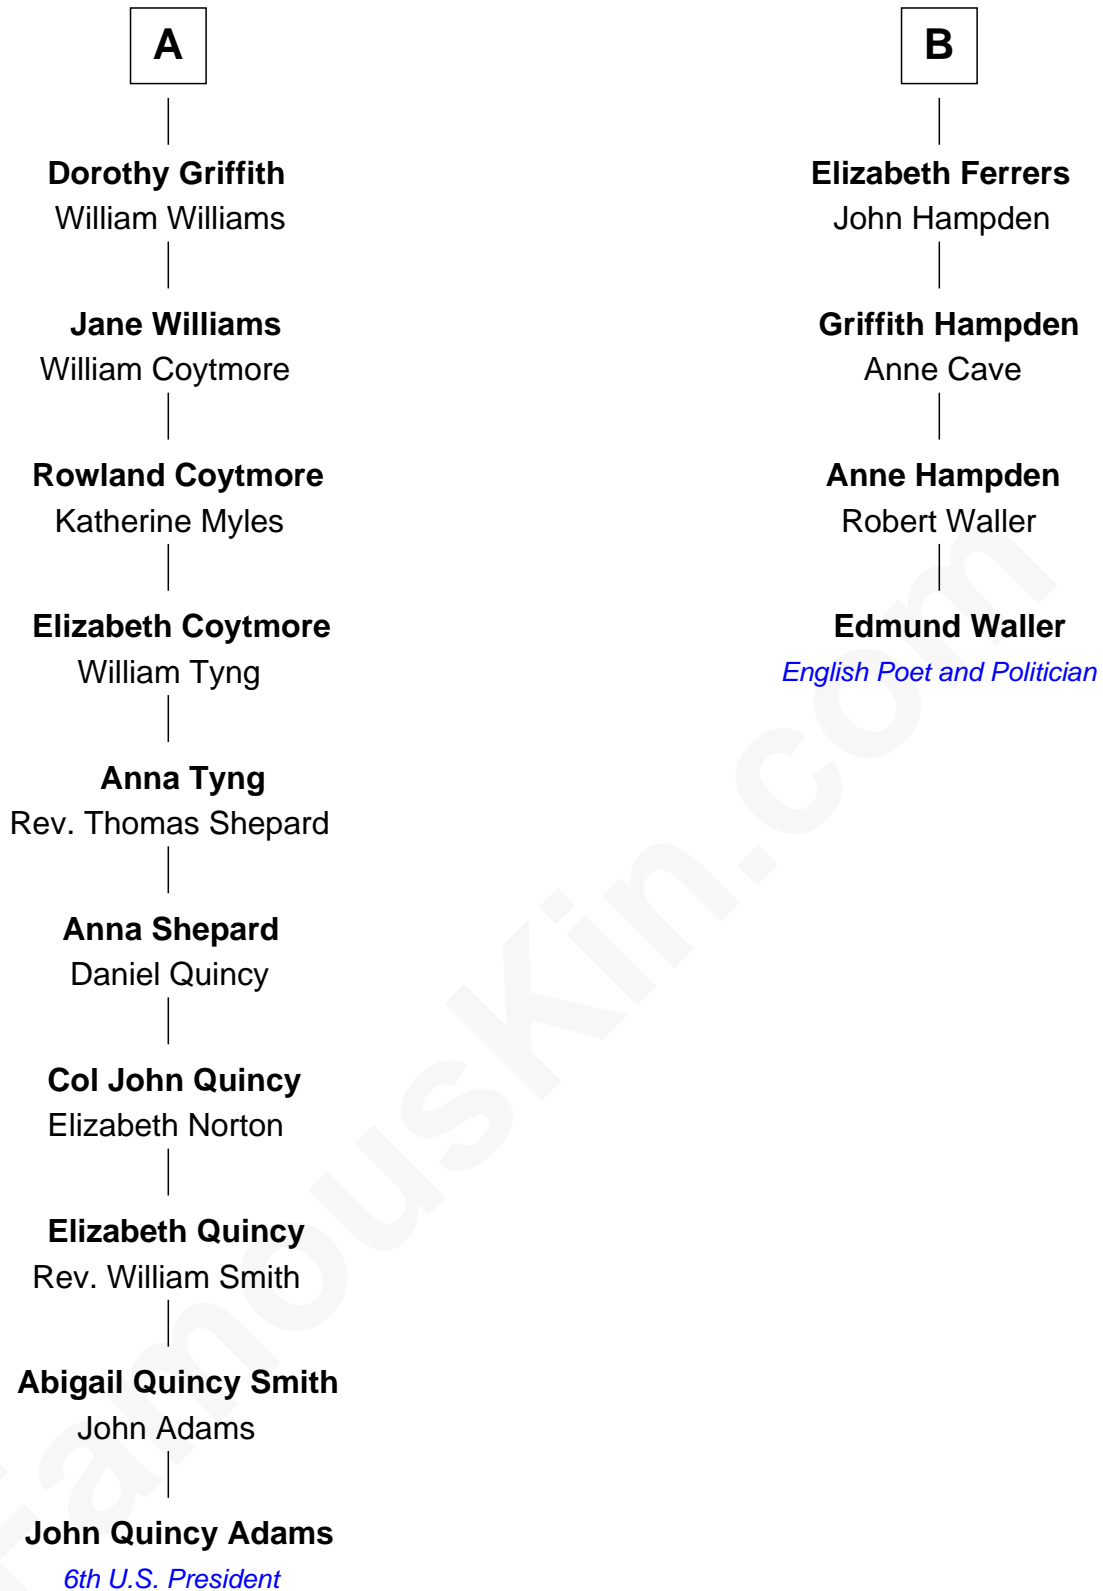 A
Dorothy Griffith
William Williams
Jane Williams
William Coytmore
Rowland Coytmore
Katherine Myles
Elizabeth Coytmore
William Tyng
Anna Tyng
Rev. Thomas Shepard
Anna Shepard
Daniel Quincy
Col John Quincy
Elizabeth Norton
Elizabeth Quincy
Rev. William Smith
Abigail Quincy Smith
John Adams
John Quincy Adams
6th U.S. President
B
Elizabeth Ferrers
John Hampden
Griffith Hampden
Anne Cave
Anne Hampden
Robert Waller
Edmund Waller
English Poet and Politician
FamousKin.com